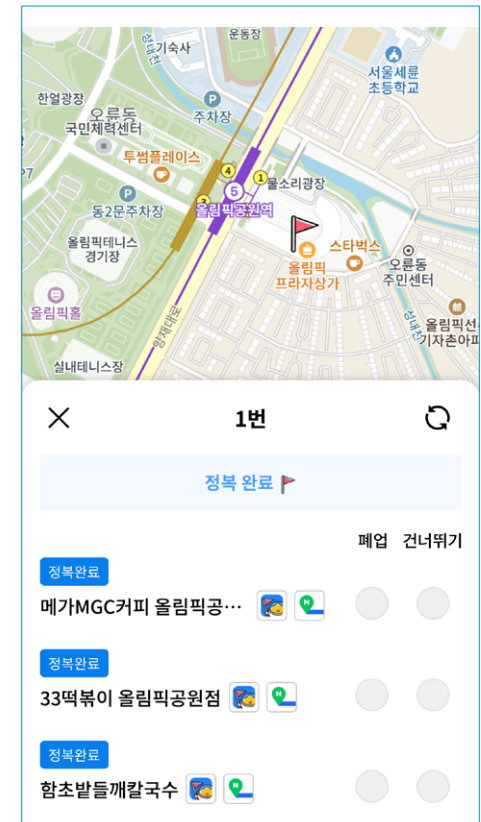 운동장
기숙사
성내천
서울세륜
초등학교
한얼광장
오륜동
국민체력센터
P
주차장
투썸플레이스
P7
4
1
5
3
물소리광장
P
동2문주차장
올림픽공원역
올림픽테니스
경기장
스타벅스
올림픽
프라자상가
오륜동
주민센터
올림픽홀
양재대로
성내천
올림픽선
기자촌아파
실내테니스장
1번
정복 완료
폐업 건너뛰기
정복완료
메가MGC커피 올림픽공…
정복완료
33떡볶이 올림픽공원점
정복완료
함초밭들깨칼국수